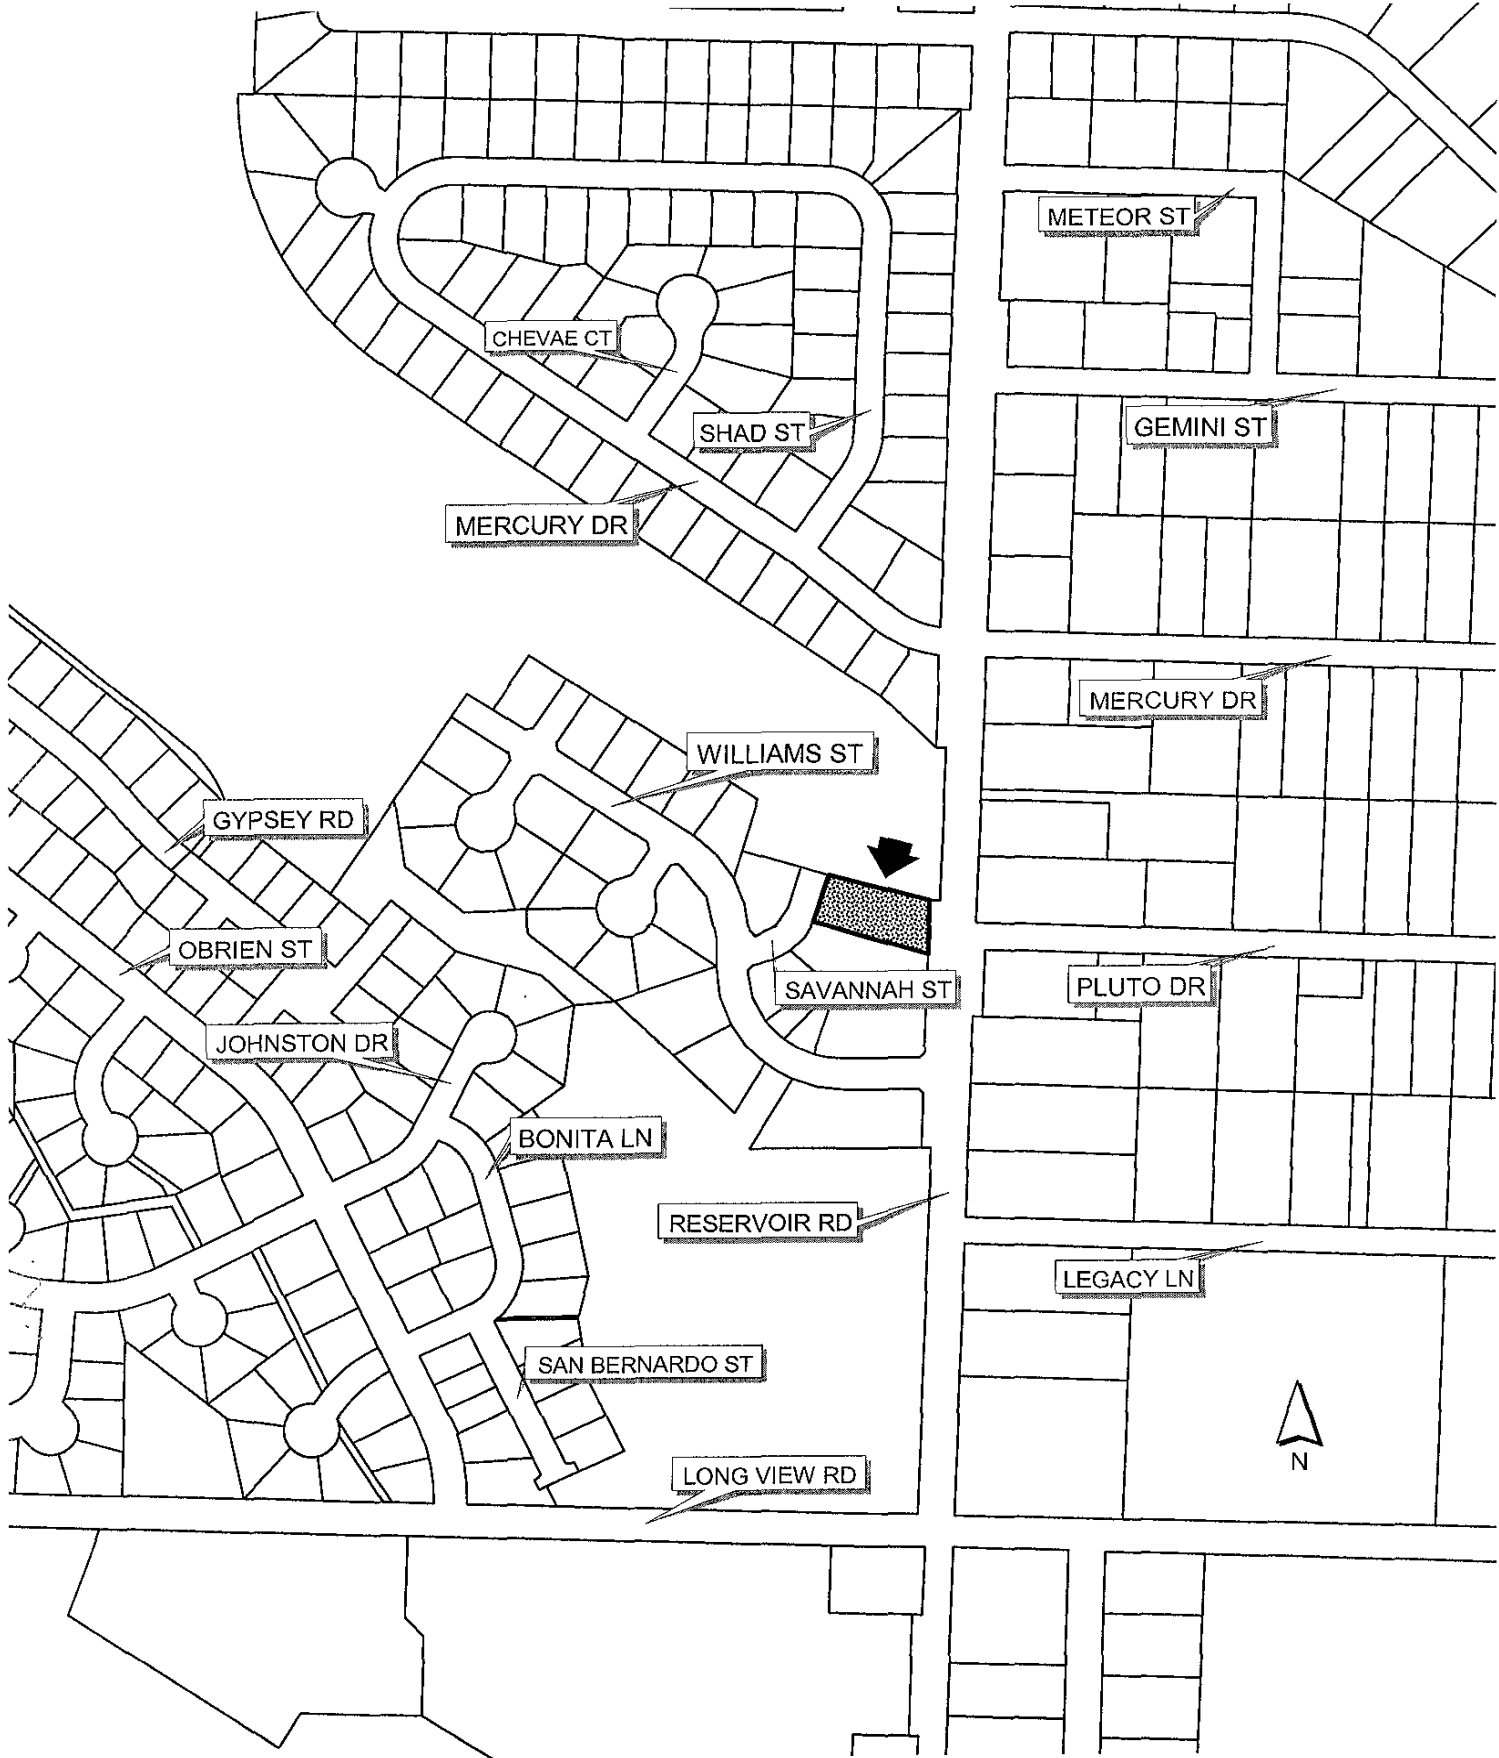 METEOR ST
CHEVAE CT
SHAD ST
GEMINI ST
MERCURY DR
MERCURY DR
WILLIAMS ST
GYPSEY RD
OBRIEN ST
SAVANNAH ST
PLUTO DR
JOHNSTON DR
BONITA LN
RESERVOIR RD
LEGACY LN
SAN BERNARDO ST
N
LONG VIEW RD